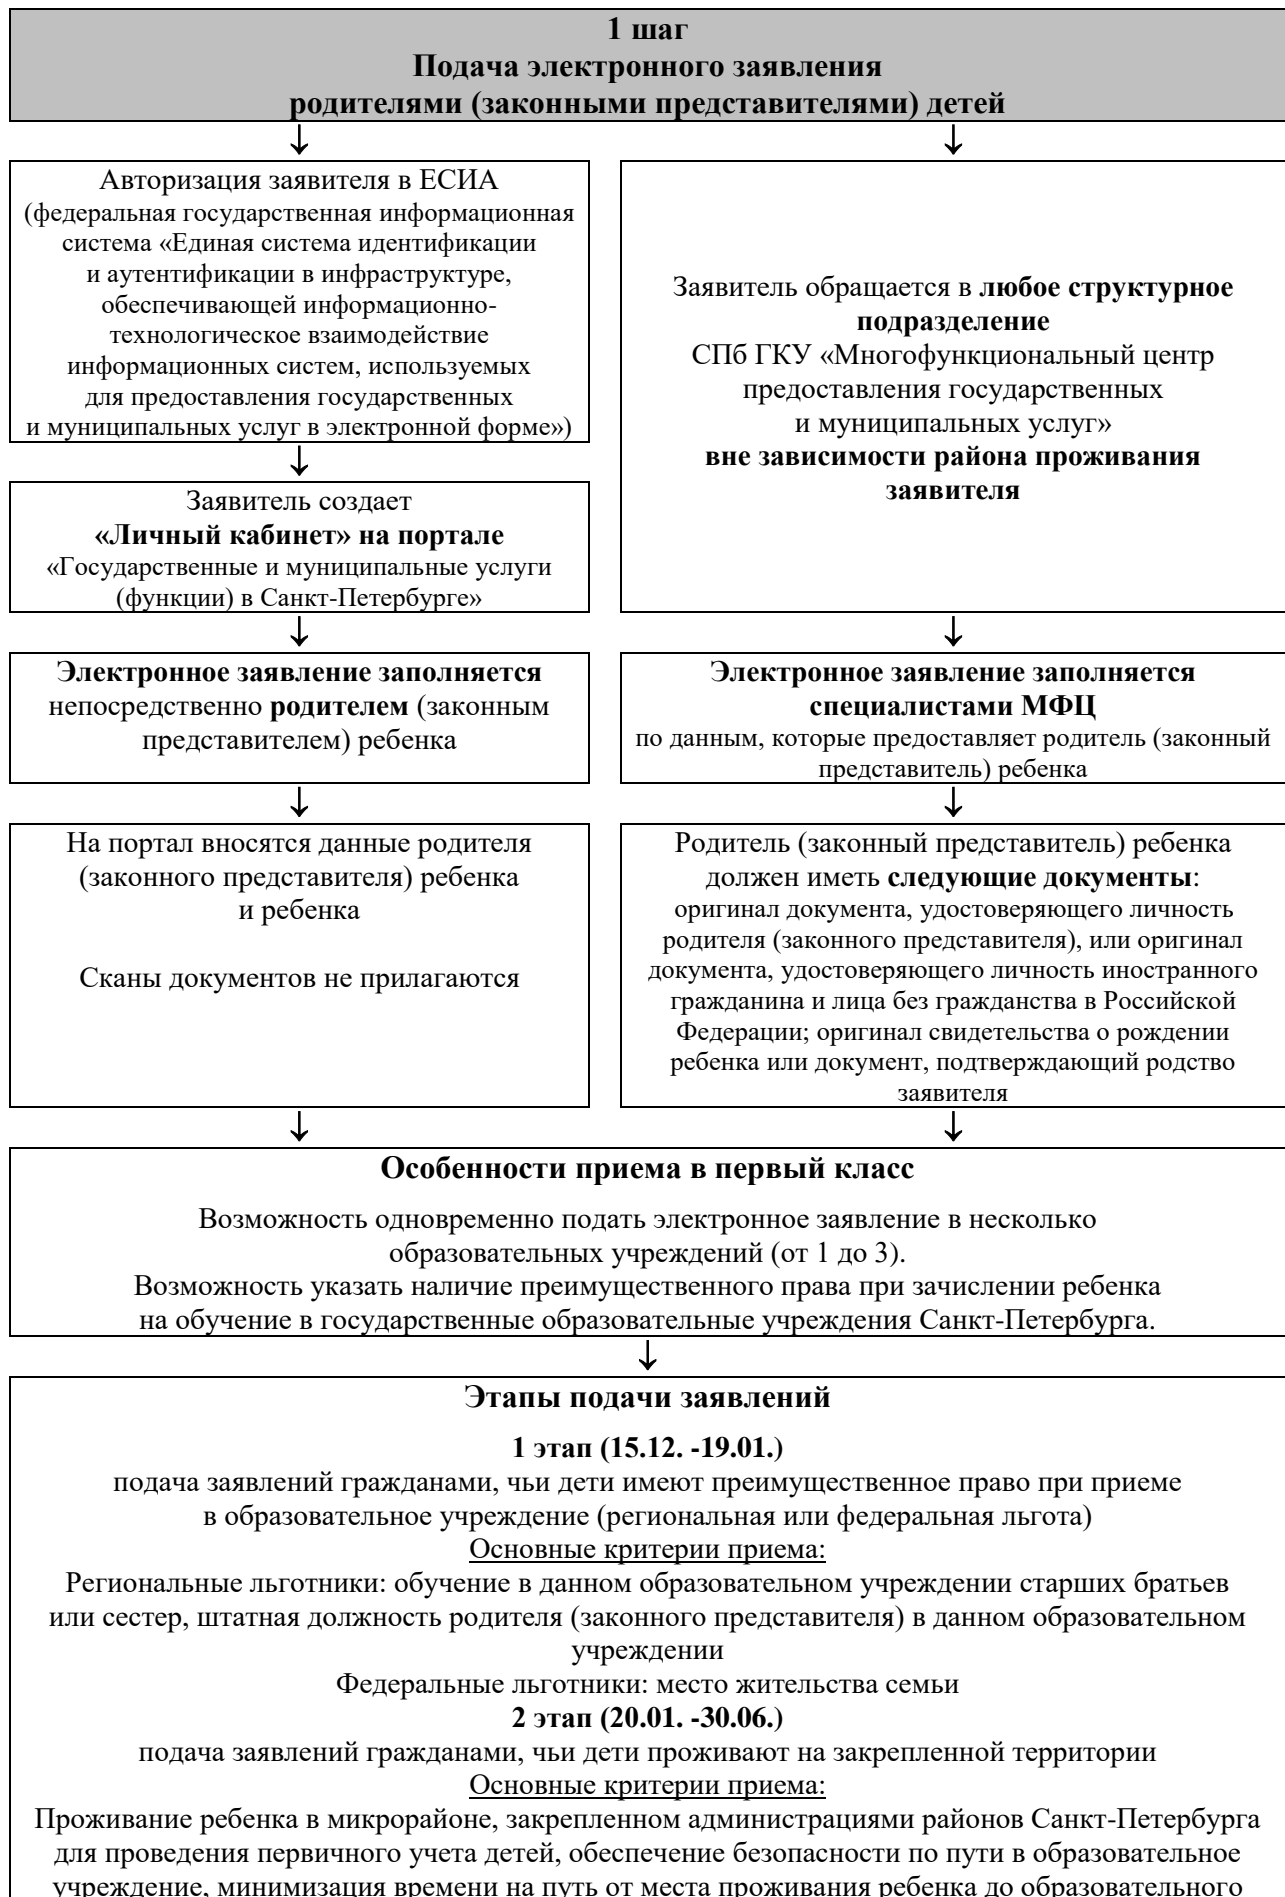 1 шаг
Подача электронного заявления
родителями (законными представителями) детей
Авторизация заявителя в ЕСИА
(федеральная государственная информационная
система «Единая система идентификации
и аутентификации в инфраструктуре,
обеспечивающей информационно-
технологическое взаимодействие
информационных систем, используемых
для предоставления государственных
и муниципальных услуг в электронной форме»)
Заявитель создает
«Личный кабинет» на портале
«Государственные и муниципальные услуги
(функции) в Санкт-Петербурге»
Электронное заявление заполняется
непосредственно родителем (законным
представителем) ребенка
На портал вносятся данные родителя
(законного представителя) ребенка
и ребенка
Сканы документов не прилагаются
Заявитель обращается в любое структурное
подразделение
СПб ГКУ «Многофункциональный центр
предоставления государственных
и муниципальных услуг»
вне зависимости района проживания
заявителя
Электронное заявление заполняется
специалистами МФЦ
по данным, которые предоставляет родитель (законный
представитель) ребенка
Родитель (законный представитель) ребенка
должен иметь следующие документы:
оригинал документа, удостоверяющего личность
родителя (законного представителя), или оригинал
документа, удостоверяющего личность иностранного
гражданина и лица без гражданства в Российской
Федерации; оригинал свидетельства о рождении
ребенка или документ, подтверждающий родство
заявителя
Особенности приема в первый класс
Возможность одновременно подать электронное заявление в несколько
образовательных учреждений (от 1 до 3).
Возможность указать наличие преимущественного права при зачислении ребенка
на обучение в государственные образовательные учреждения Санкт-Петербурга.
Этапы подачи заявлений
1 этап (15.12. -19.01.)
подача заявлений гражданами, чьи дети имеют преимущественное право при приеме
в образовательное учреждение (региональная или федеральная льгота)
Основные критерии приема:
Региональные льготники: обучение в данном образовательном учреждении старших братьев
или сестер, штатная должность родителя (законного представителя) в данном образовательном
учреждении
Федеральные льготники: место жительства семьи
2 этап (20.01. -30.06.)
подача заявлений гражданами, чьи дети проживают на закрепленной территории
Основные критерии приема:
Проживание ребенка в микрорайоне, закрепленном администрациями районов Санкт-Петербурга
для проведения первичного учета детей, обеспечение безопасности по пути в образовательное
учреждение, минимизация времени на путь от места проживания ребенка до образовательного